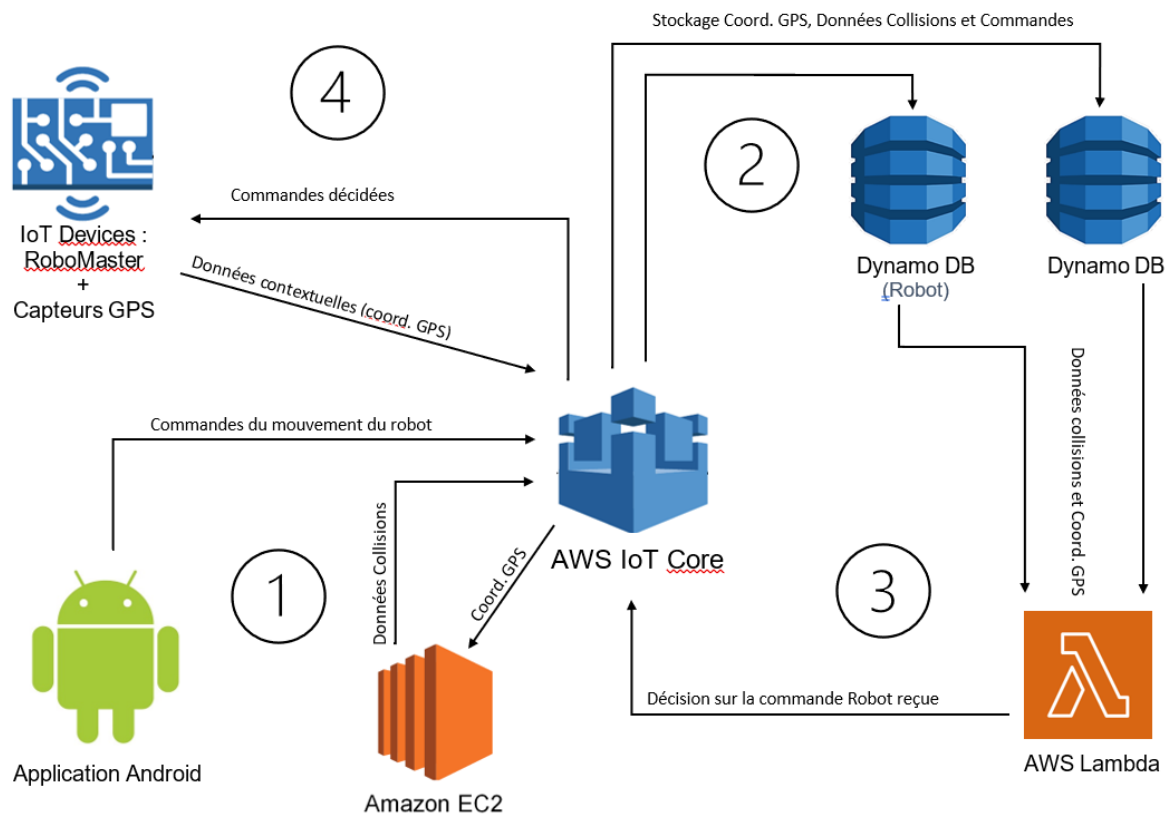 Stockage Coord. GPS, Données Collisions et Commandes
4
2
Commandes décidées
IoT Devices :
RoboMaster
+
Capteurs GPS
Données contextuelles (coord. GPS)
Dynamo DB
(Robot)
Dynamo DB
Données collisions et Coord. GPS
Commandes du mouvement du robot
Données Collisions
Coord. GPS
AWS IoT Core
1
3
Décision sur la commande Robot reçue
Application Android
Amazon EC2
AWS Lambda